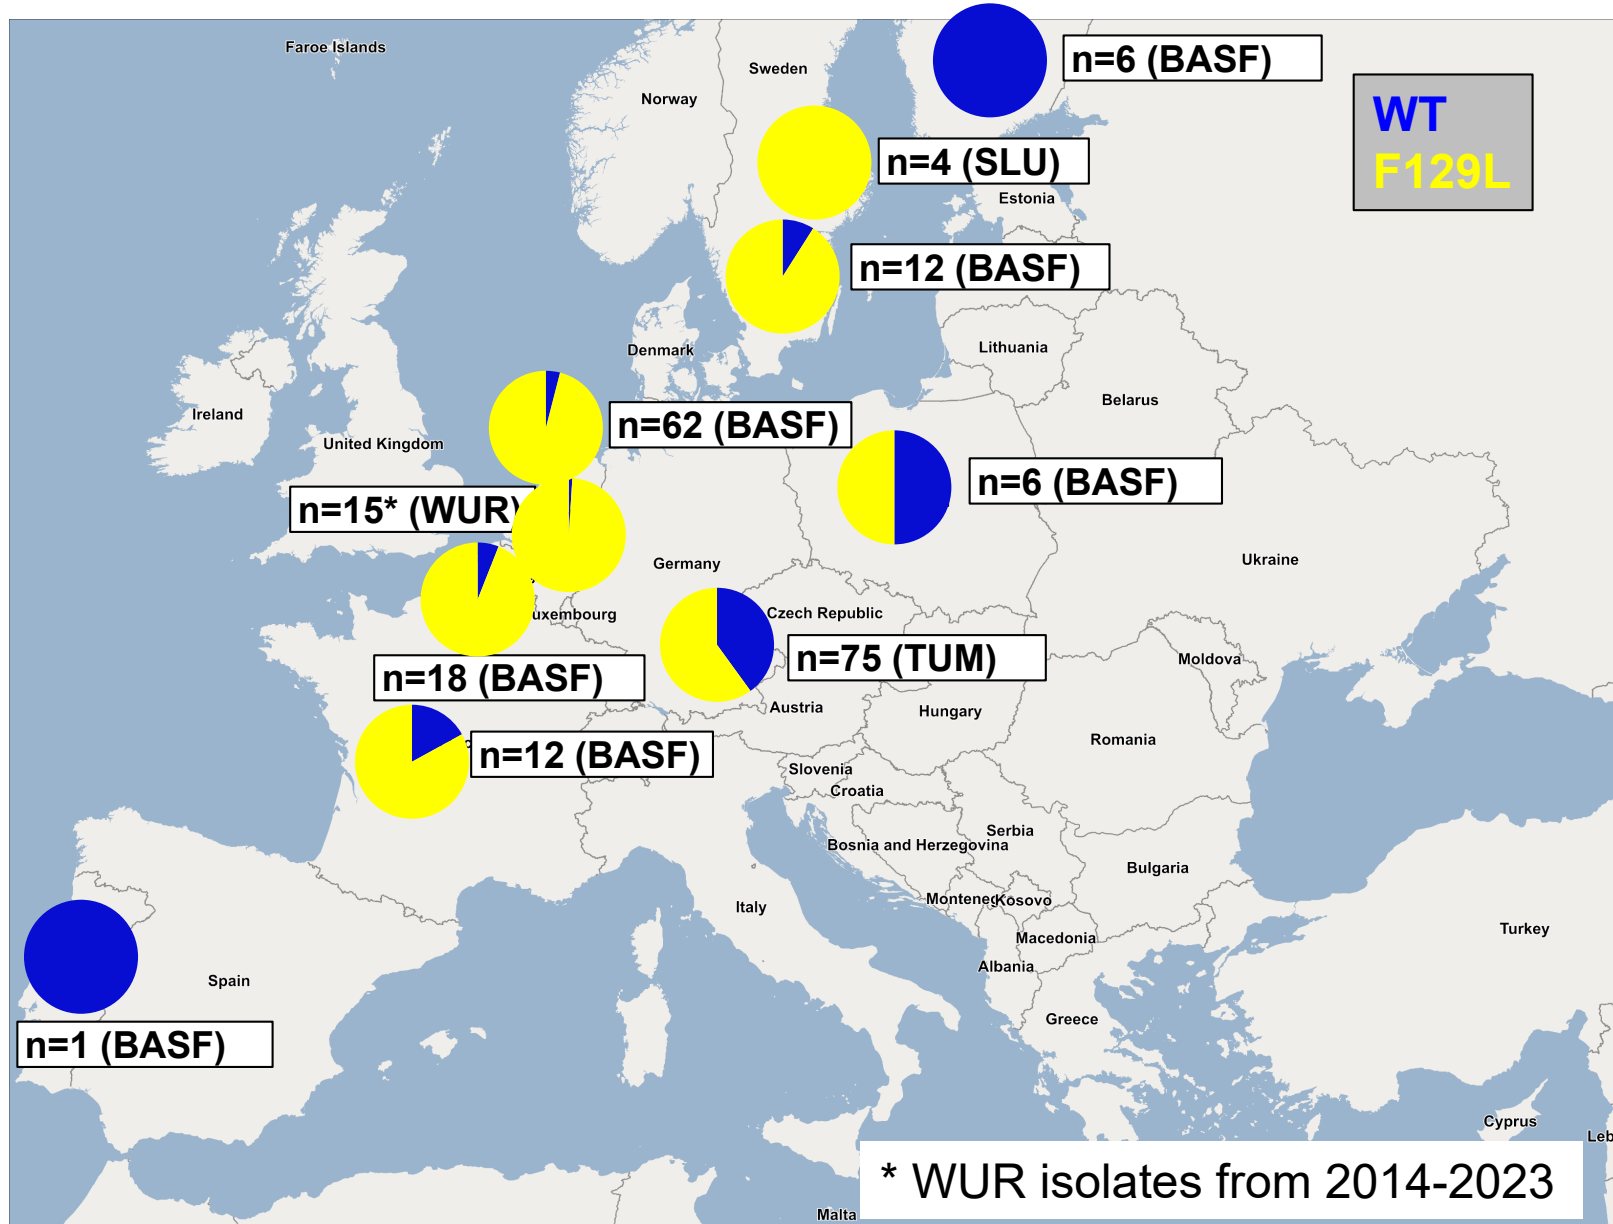 n=6 (BASF)
Faroe Islands
Sweden
Norway
WT
F129L
n=4 (SLU)
Estonia
n=12 (BASF)
Denmark
Lithuania
Belarus
Ireland
United Kingdom
n=62 (BASF)
n=6 (BASF)
n=15* (WUR)
Germany
Ukraine
uxembourg
Czech Republic
n=75 (TUM)
Moldova
n=18 (BASF)
Austria
Hungary
Romania
n=12 (BASF)
Slovenia
Croatia
Serbia
Bosnia and Herzegovina
Bulgaria
Italy
Monteneg
Kosovo
Macedonia
Turkey
Albania
Spain
Greece
n=1 (BASF)
Cyprus
Leb
* WUR isolates from 2014-2023
Malta